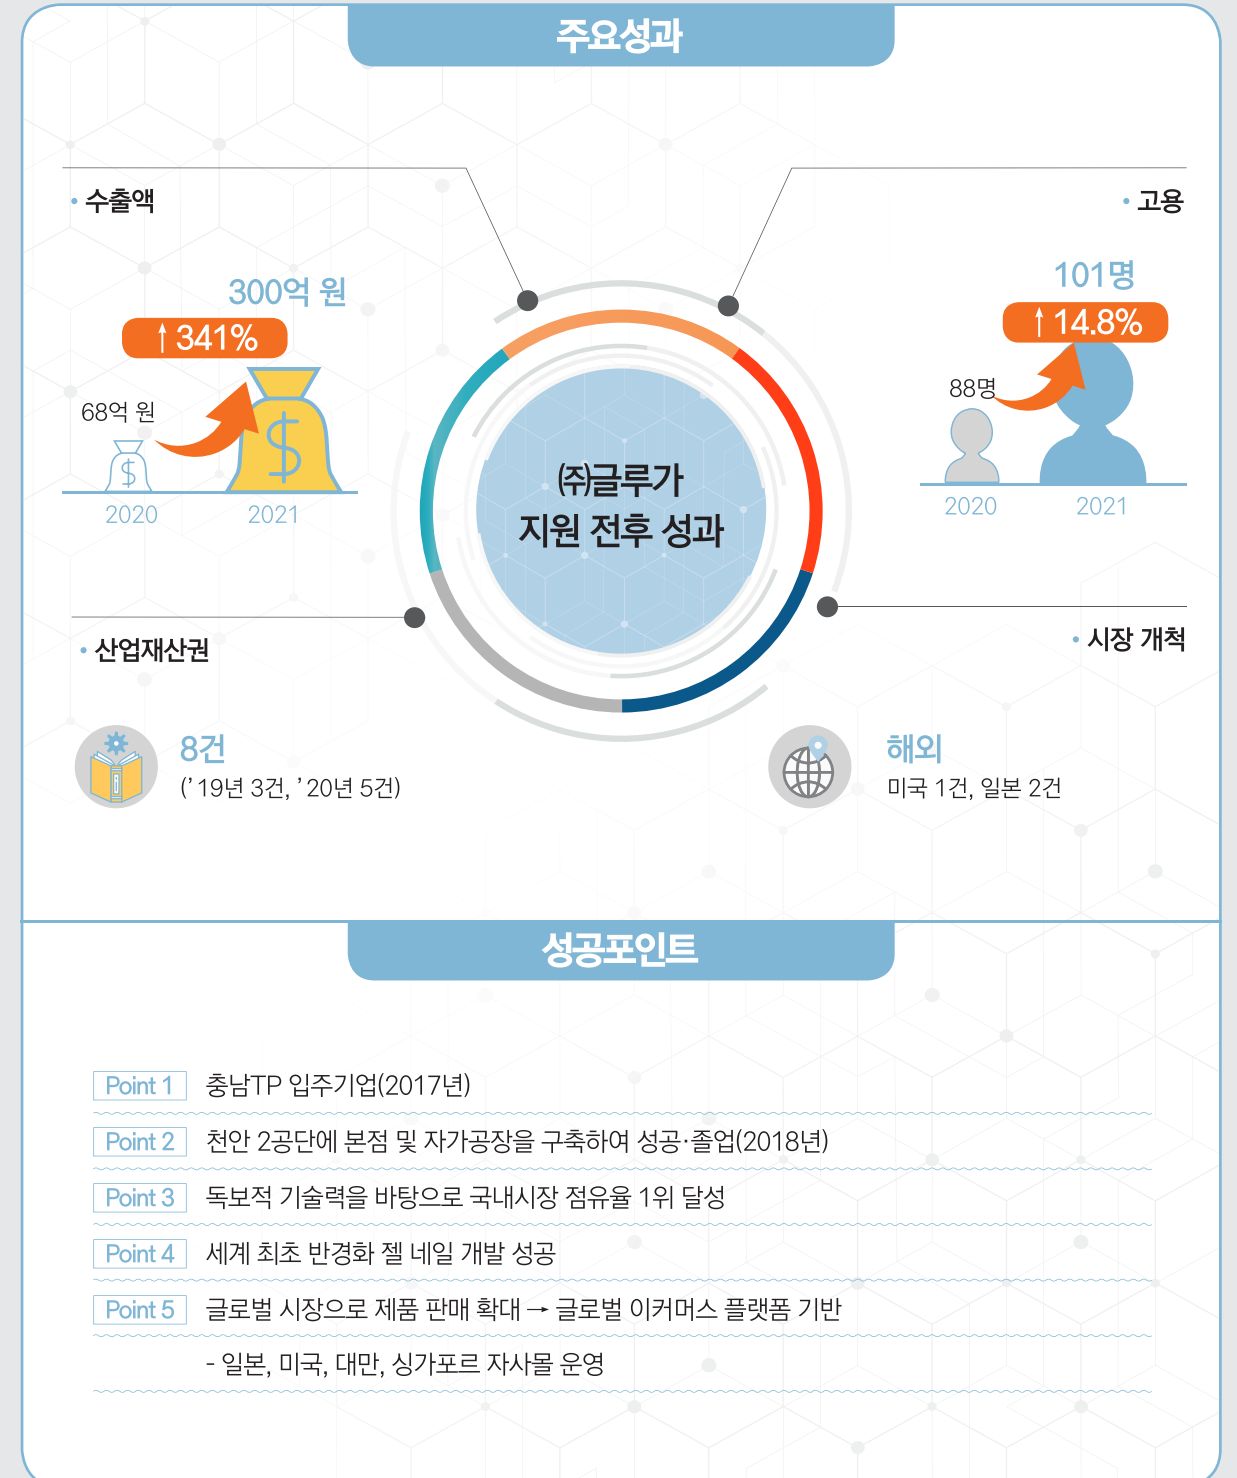 주요성과
• 수출액
300억 원
↑ 341%
68억 원
2020
2021
• 고용
101명
↑ 14.8%
88명
2020
2021
㈜글루가
지원 전후 성과
• 산업재산권
8건
(’19년 3건, ’20년 5건)
• 시장 개척
해외
미국 1건, 일본 2건
성공포인트
Point 1 충남TP 입주기업(2017년)
Point 2 천안 2공단에 본점 및 자가공장을 구축하여 성공·졸업(2018년)
Point 3 독보적 기술력을 바탕으로 국내시장 점유율 1위 달성
Point 4 세계 최초 반경화 젤 네일 개발 성공
Point 5 글로벌 시장으로 제품 판매 확대 → 글로벌 이커머스 플랫폼 기반
- 일본, 미국, 대만, 싱가포르 자사몰 운영